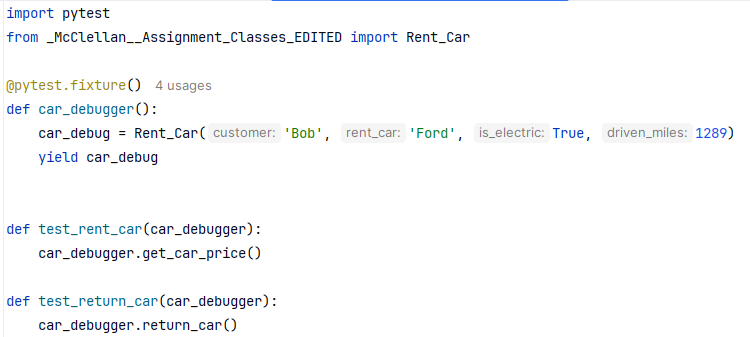 import pytest
from _McClellan__Assignment_Classes_EDITED import Rent_Car
@pytest.fixture() 4 usages
def car_debugger():
    car_debug = Rent_Car( customer: 'Bob', rent_car: 'Ford', is_electric: True, driven_miles: 1289)
    yield car_debug
def test_rent_car(car_debugger):
    car_debugger.get_car_price()
def test_return_car(car_debugger):
    car_debugger.return_car()